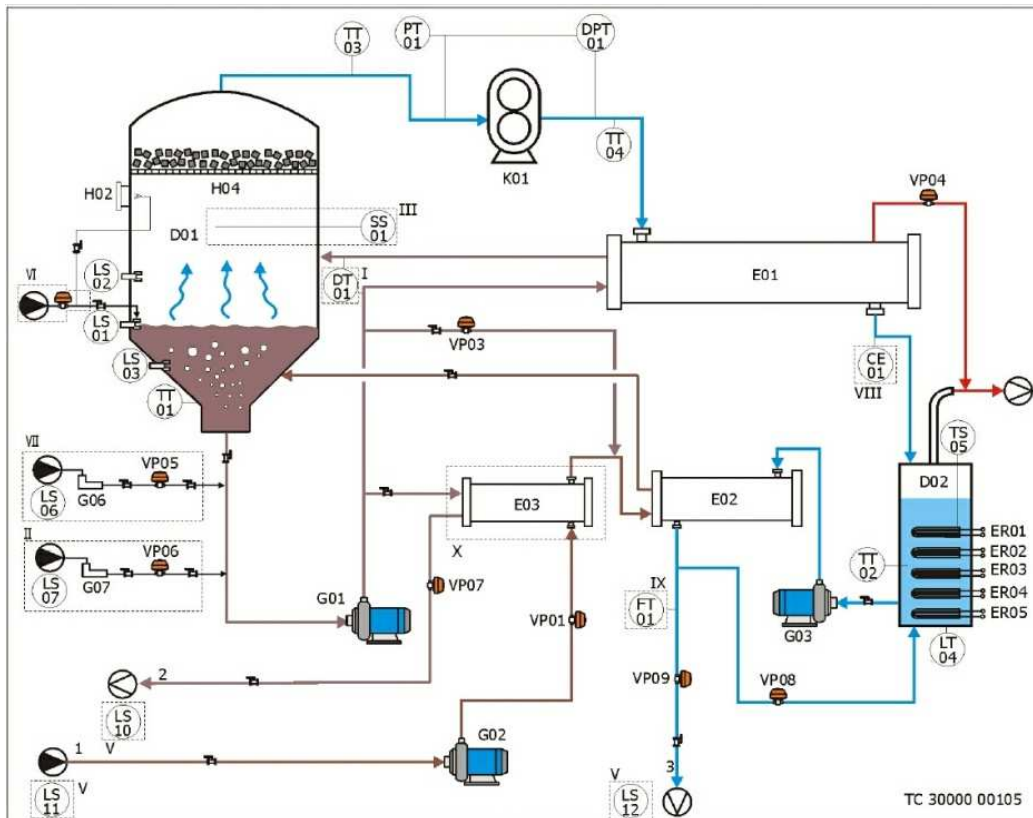 TT
03
PT
01
DPT
01
TT
04
K01
VP04
H04
H02
III
D01
SS
01
DT
01
I
E01
LS
02
VI
LS
01
VP03
LS
03
TT
01
CE
01
VIII
TS
05
VII
VP05
LS
06
G06
E03
E02
D02
X
II
VP06
LS
07
G07
ER01
ER02
ER03
ER04
ER05
TT
02
VP07
G01
IX
FT
01
VP01
G03
LT
04
2
VP09
VP08
LS
10
V
G02
1
LS
11
V
3
V
LS
12
TC 30000 00105